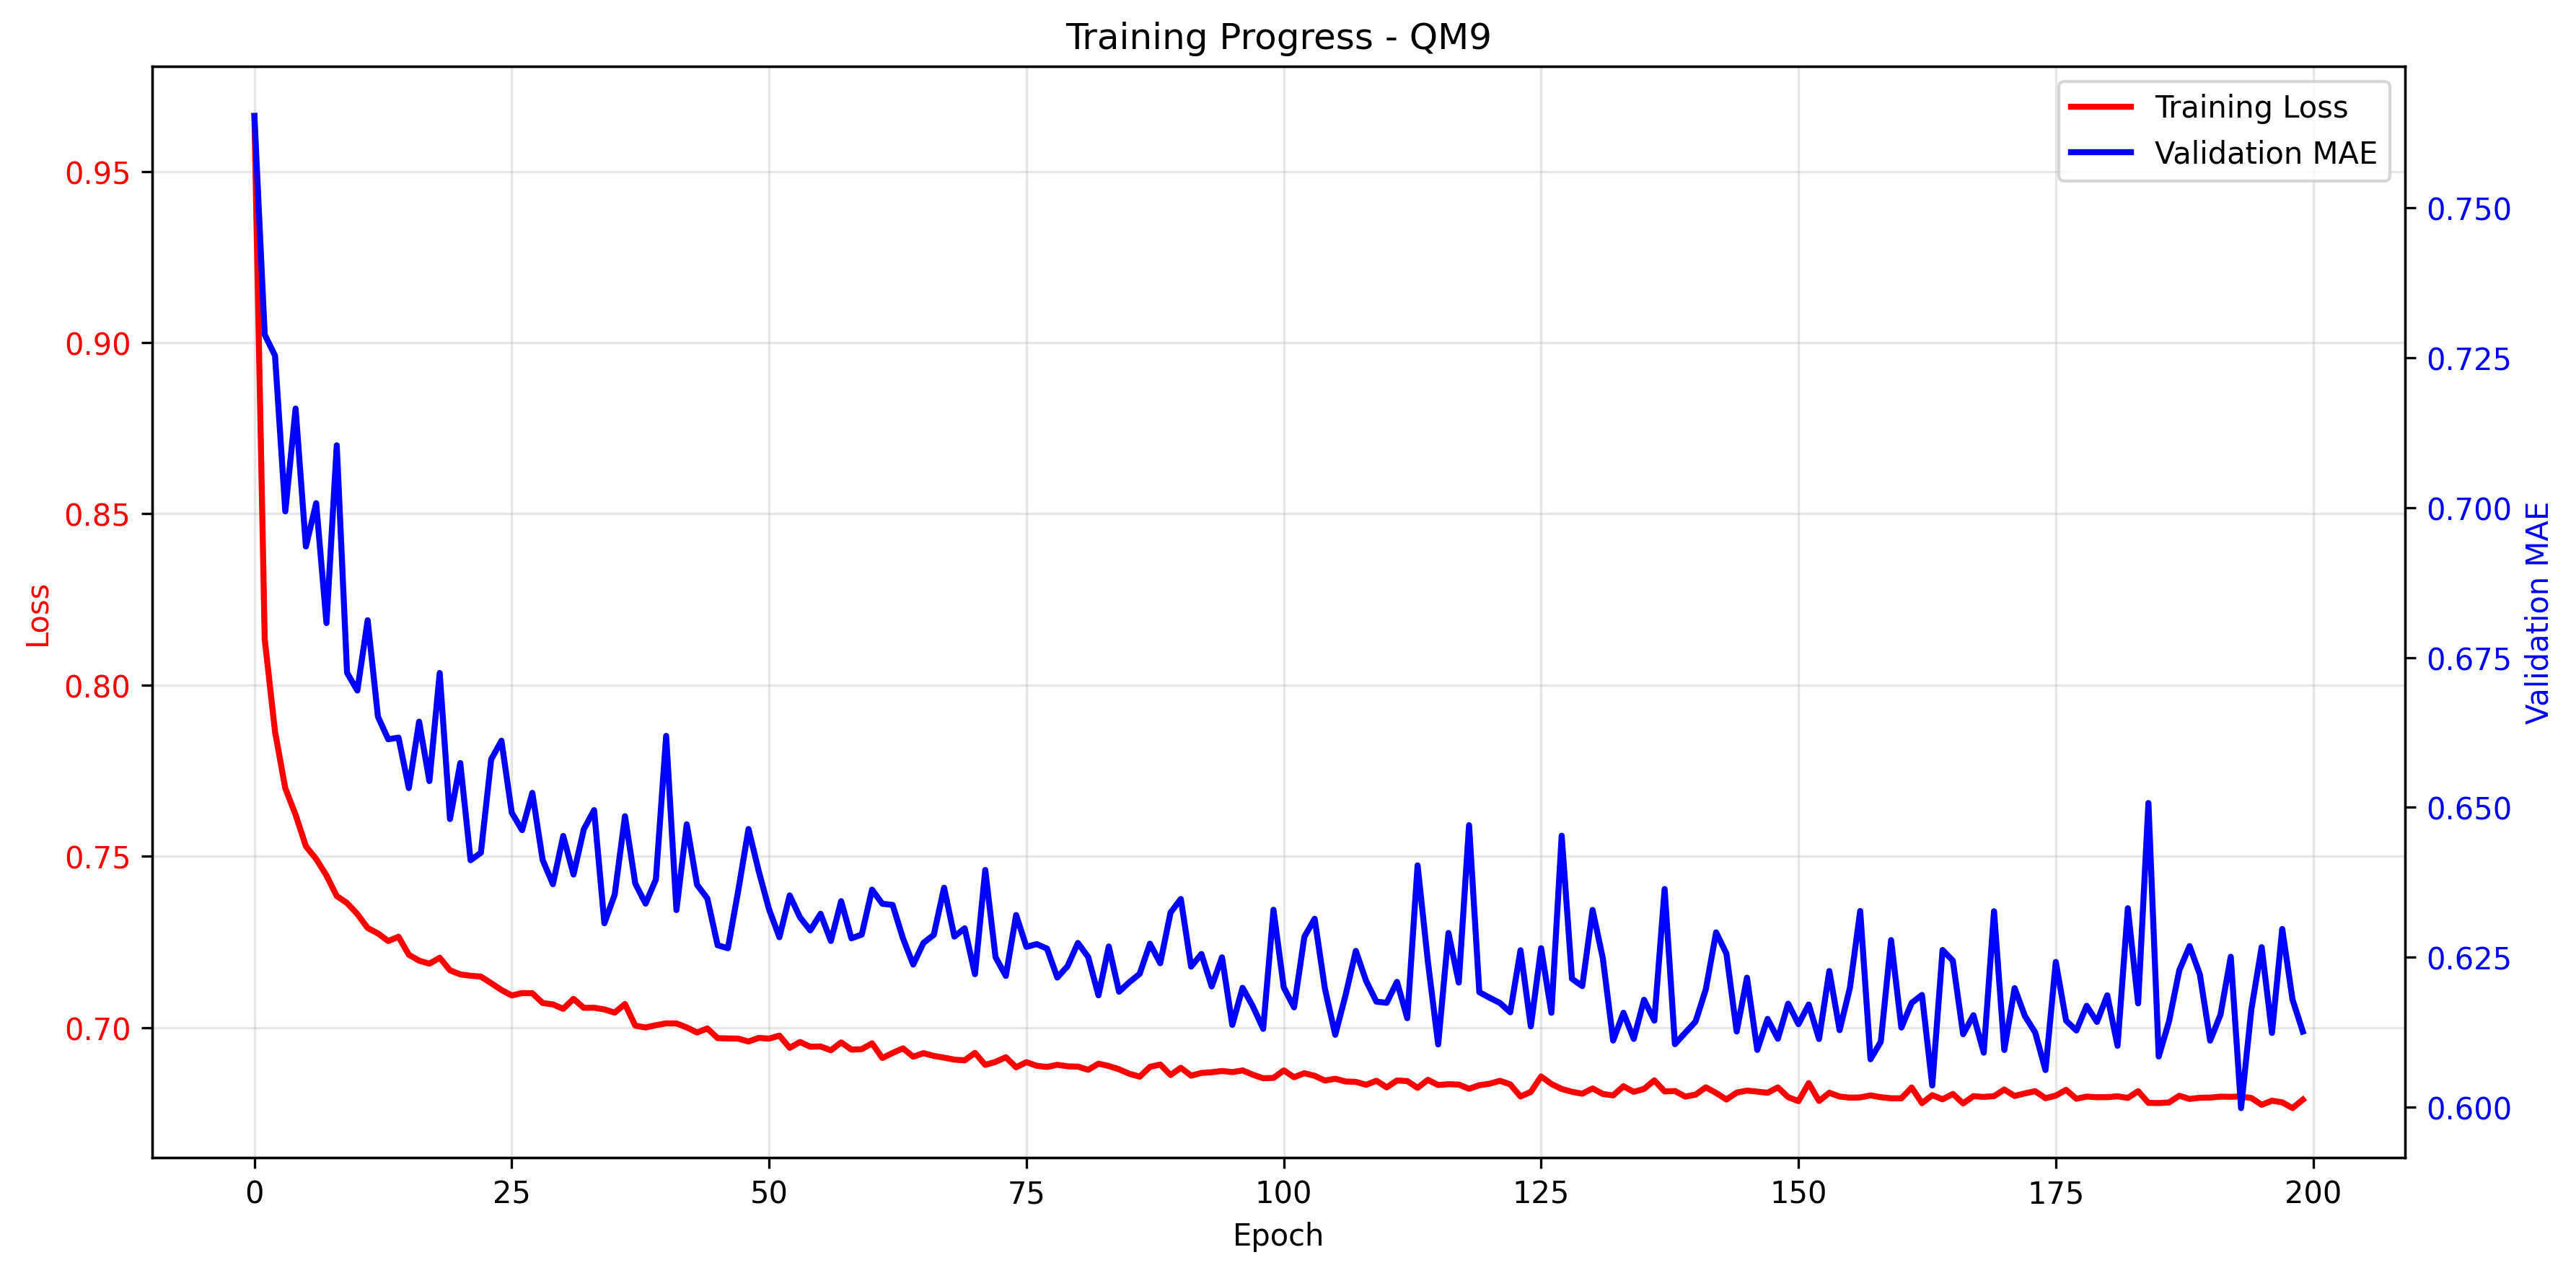 Training Progress - QM9
Training Loss
Validation MAE
0.95
0.90
0.85
0.80
0.75
0.70
Loss
0.750
0.725
0.700
0.675
0.650
0.625
0.600
Validation MAE
0 25 50 75 100 125 150 175 200
Epoch